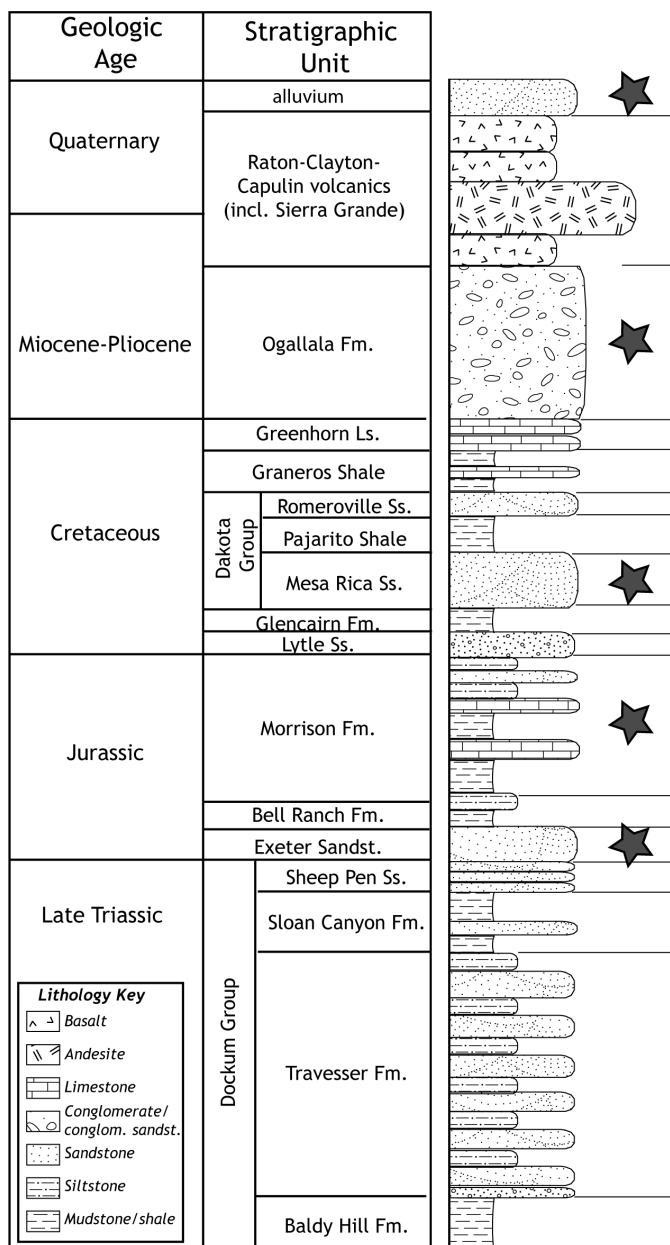 Geologic
Age
Stratigraphic
Unit
alluvium
Quaternary
Raton-Clayton-
Capulin volcanics
(incl. Sierra Grande)
Miocene-Pliocene
Ogallala Fm.
Greenhorn Ls.
Graneros Shale
Cretaceous
Dakota
Group
Romeroville Ss.
Pajarito Shale
Mesa Rica Ss.
Glencairn Fm.
Lytle Ss.
Jurassic
Morrison Fm.
Bell Ranch Fm.
Exeter Sandst.
Late Triassic
Dockum Group
Sheep Pen Ss.
Sloan Canyon Fm.
Travesser Fm.
Baldy Hill Fm.
Lithology Key
Basalt
Andesite
Limestone
Conglomerate/
conglom. sandst.
Sandstone
Siltstone
Mudstone/shale